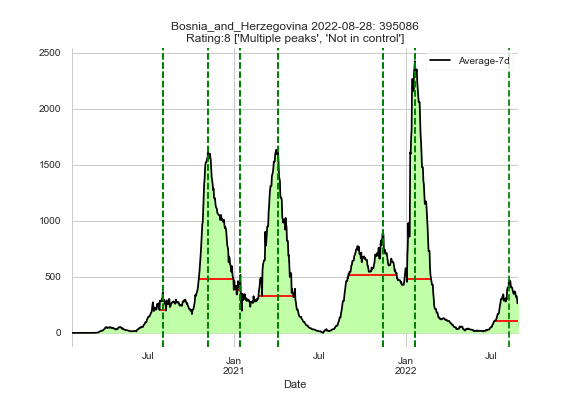 Bosnia_and_Herzegovina 2022-08-28: 395086
Rating:8 ['Multiple peaks', 'Not in control']
Average-7d
2500
2000
1500
1000
500
0
Jul
Jan
2021
Jul
Jan
2022
Jul
Date